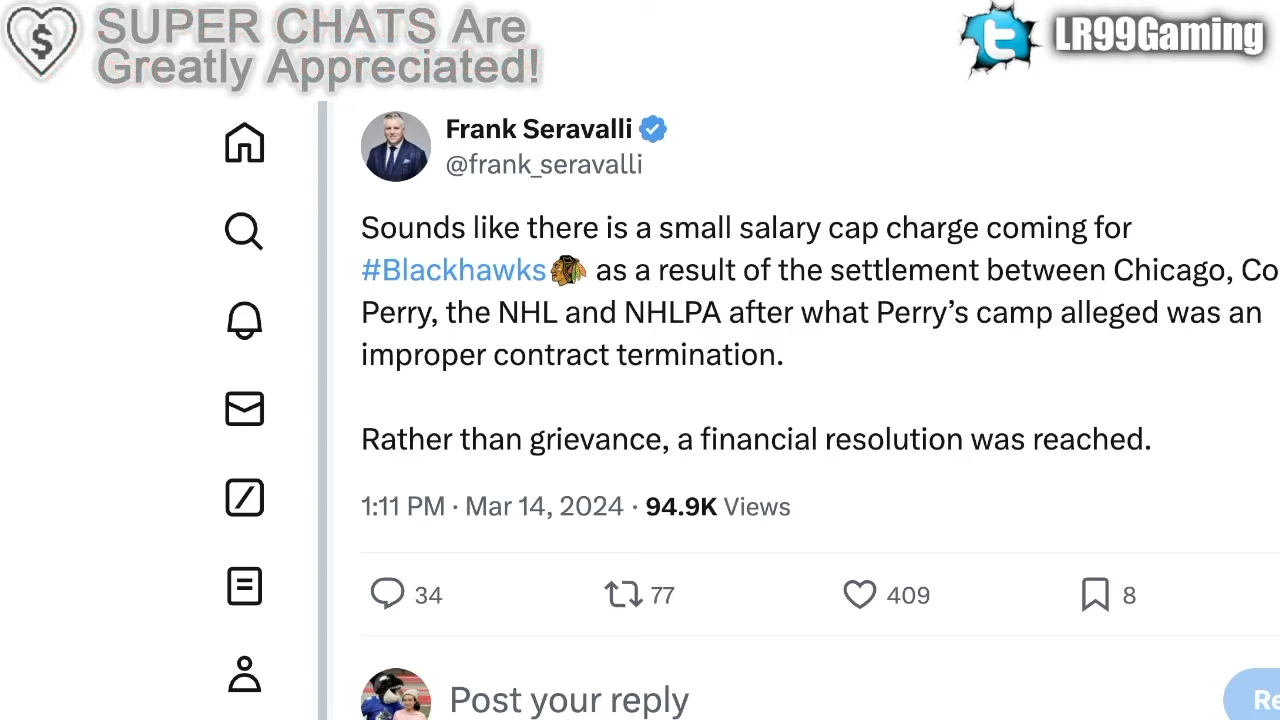 SUPER CHATS Are
Greatly Appreciated!
LR99Gaming
Frank Seravalli
@frank_seravalli
Sounds like there is a small salary cap charge coming for
#Blackhawks as a result of the settlement between Chicago, Co
Perry, the NHL and NHLPA after what Perry’s camp alleged was an
improper contract termination.
Rather than grievance, a financial resolution was reached.
1:11 PM · Mar 14, 2024 · 94.9K Views
34 77 409 8
Post your reply
Re